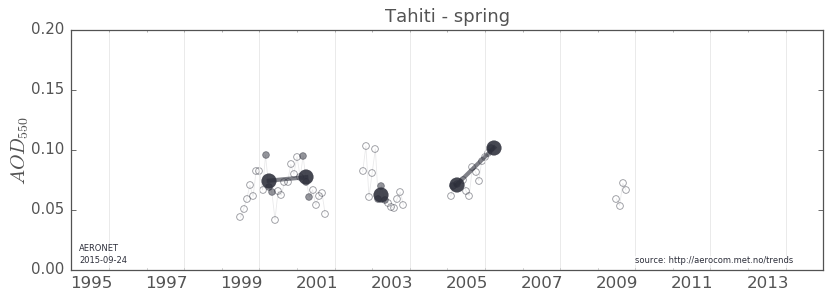 Tahiti - spring
0.20
0.15
0.10
0.05
0.00
AOD550
AERONET
2015-09-24
source: http://aerocom.met.no/trends
1995 1997 1999 2001 2003 2005 2007 2009 2011 2013